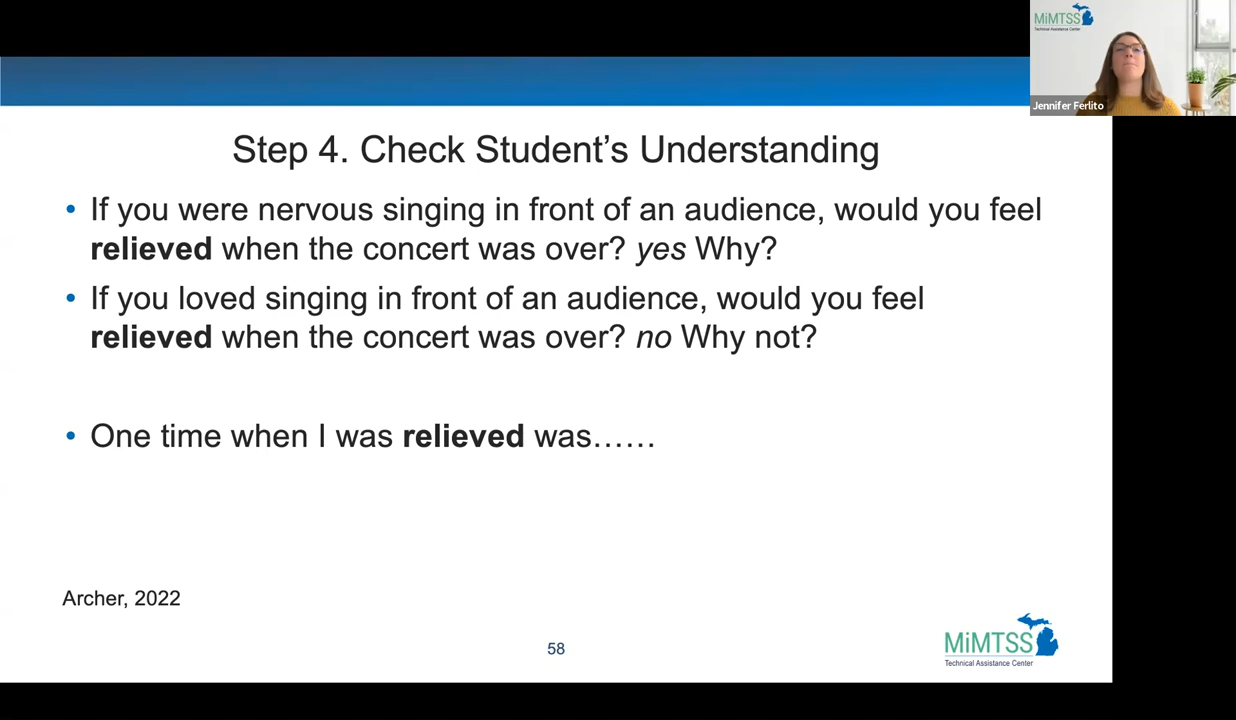 MiMTSS
Technical Assistance Center
Jennifer Ferlito
Step 4. Check Student’s Understanding
• If you were nervous singing in front of an audience, would you feel
relieved when the concert was over? yes Why?
• If you loved singing in front of an audience, would you feel
relieved when the concert was over? no Why not?
• One time when I was relieved was……
Archer, 2022
58
MiMTSS
Technical Assistance Center